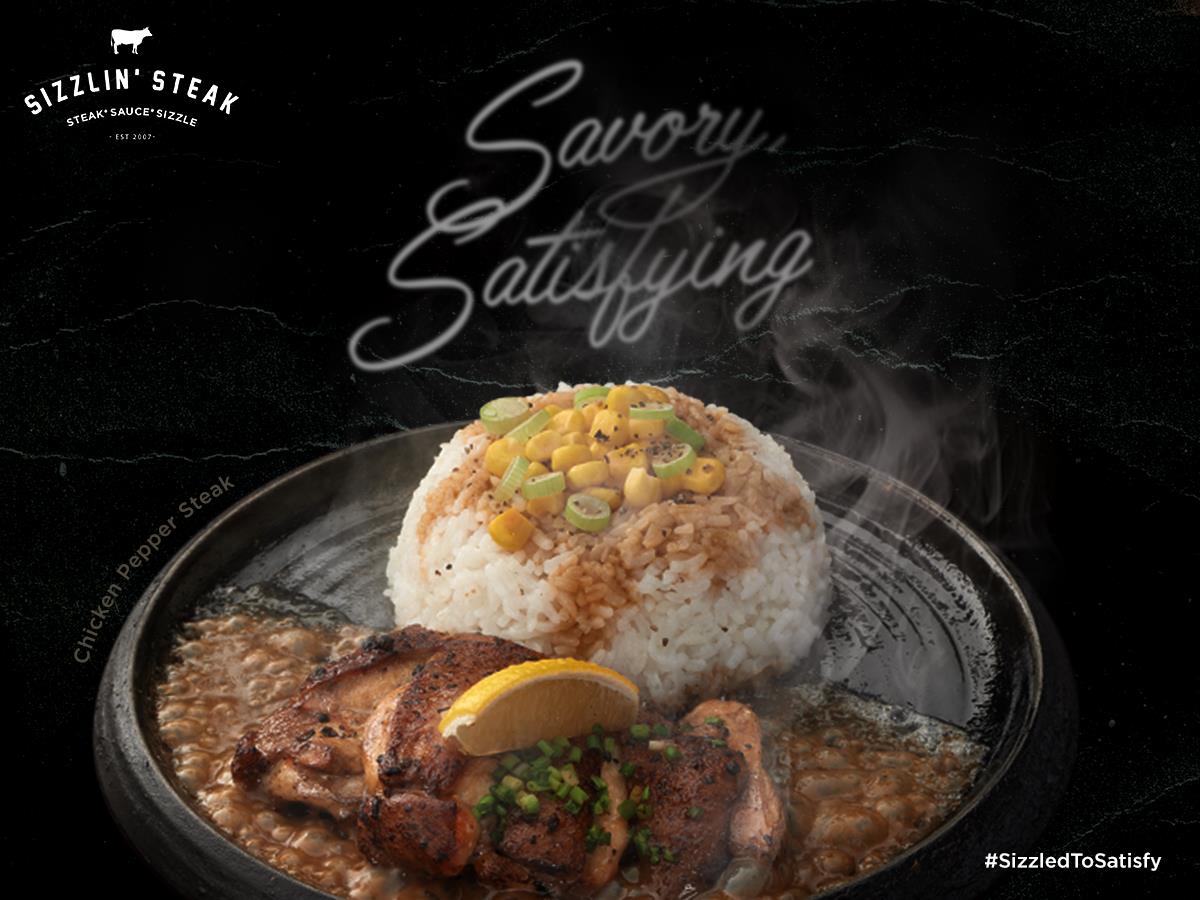 SIZZLIN' STEAK
STEAK•SAUCE•SIZZLE
- EST 2007-
Savory,
Satisfying
Chicken Pepper Steak
#SizzledToSatisfy